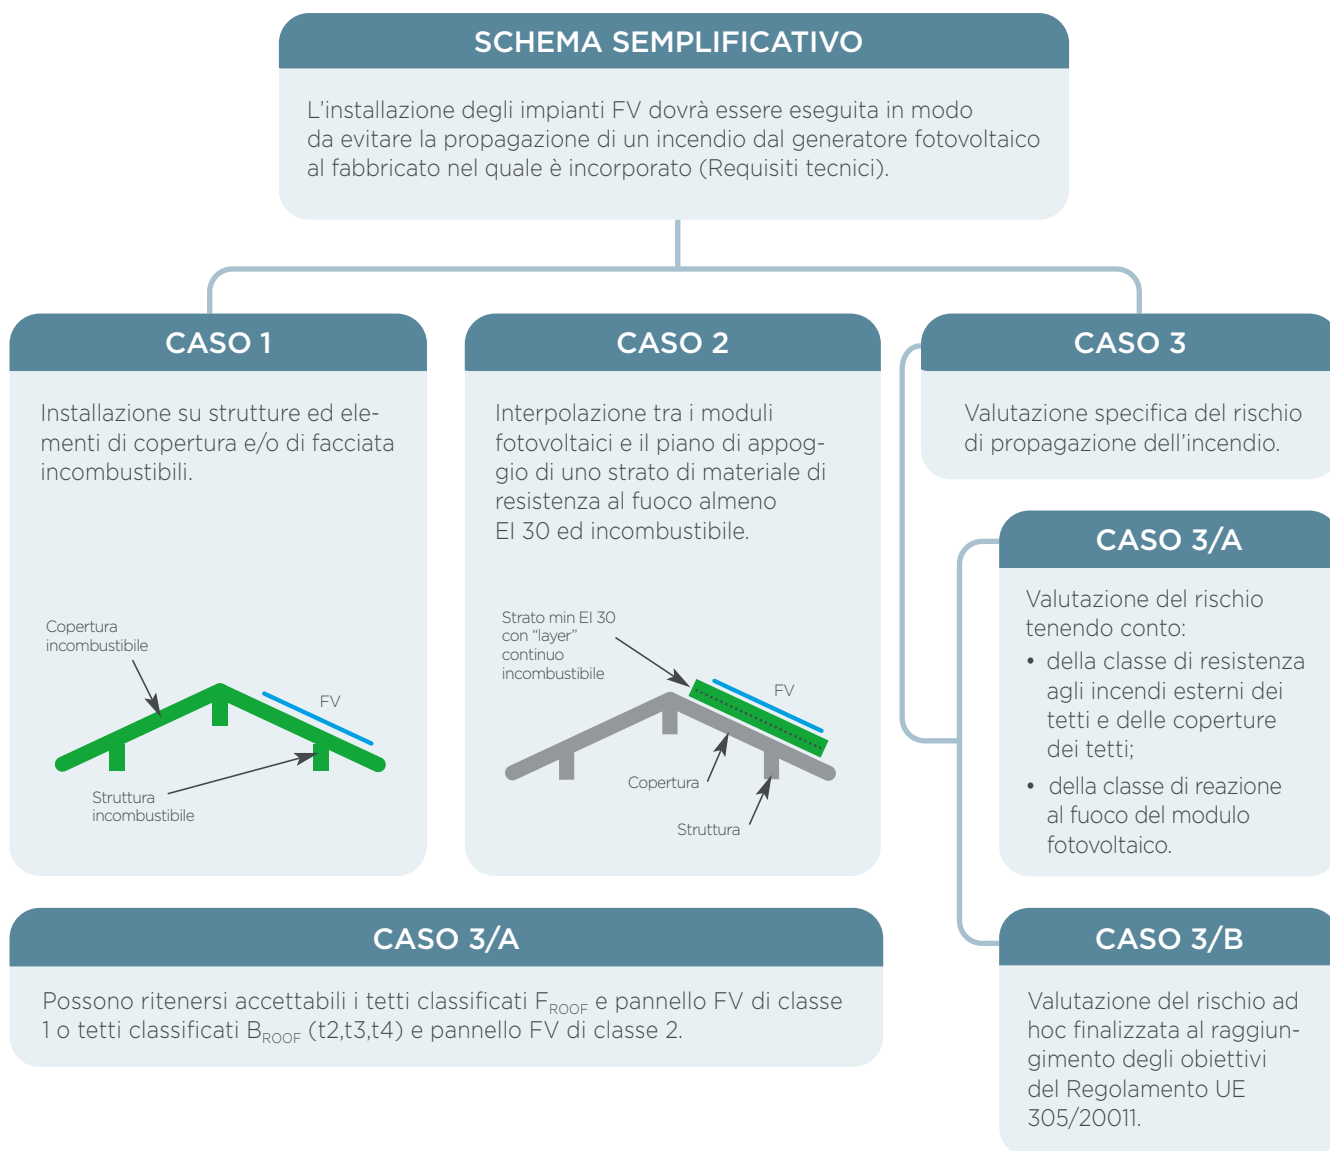 SCHEMA SEMPLIFICATIVO
L'installazione degli impianti FV dovrà essere eseguita in modo
da evitare la propagazione di un incendio dal generatore fotovoltaico
al fabbricato nel quale è incorporato (Requisiti tecnici).
CASO 1
Installazione su strutture ed ele-
menti di copertura e/o di facciata
incombustibili.
Copertura
incombustibile
FV
Struttura
incombustibile
CASO 2
Interpolazione tra i moduli
fotovoltaici e il piano di appog-
gio di uno strato di materiale di
resistenza al fuoco almeno
EI 30 ed incombustibile.
Strato min EI 30
con "layer"
continuo
incombustibile
FV
Copertura
Struttura
CASO 3
Valutazione specifica del rischio
di propagazione dell'incendio.
CASO 3/A
Valutazione del rischio
tenendo conto:
• della classe di resistenza
agli incendi esterni dei
tetti e delle coperture
dei tetti;
• della classe di reazione
al fuoco del modulo
fotovoltaico.
CASO 3/A
Possono ritenersi accettabili i tetti classificati FROOF e pannello FV di classe
1 o tetti classificati BROOF (t2,t3,t4) e pannello FV di classe 2.
CASO 3/B
Valutazione del rischio ad
hoc finalizzata al raggiun-
gimento degli obiettivi
del Regolamento UE
305/20011.